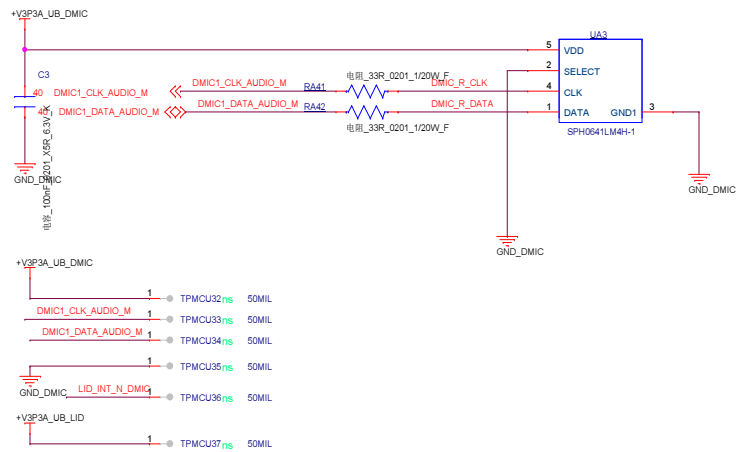 +V3P3A_UB_DMIC
UA3
5 VDD
2 SELECT
4 CLK
1 DATA GND1 3
SPH0641LM4H-1
C3
电容_100nF_0201_X5R_6.3V_K
40 DMIC1_CLK_AUDIO_M
40 DMIC1_DATA_AUDIO_M
DMIC1_CLK_AUDIO_M RA41 电阻_33R_0201_1/20W_F DMIC_R_CLK
DMIC1_DATA_AUDIO_M RA42 电阻_33R_0201_1/20W_F DMIC_R_DATA
GND_DMIC
GND_DMIC
GND_DMIC
+V3P3A_UB_DMIC
1 TPMCU32 ns 50MIL
DMIC1_CLK_AUDIO_M 1 TPMCU33 ns 50MIL
DMIC1_DATA_AUDIO_M 1 TPMCU34 ns 50MIL
1 TPMCU35 ns 50MIL
GND_DMIC
LID_INT_N_DMIC 1 TPMCU36 ns 50MIL
+V3P3A_UB_LID
1 TPMCU37 ns 50MIL